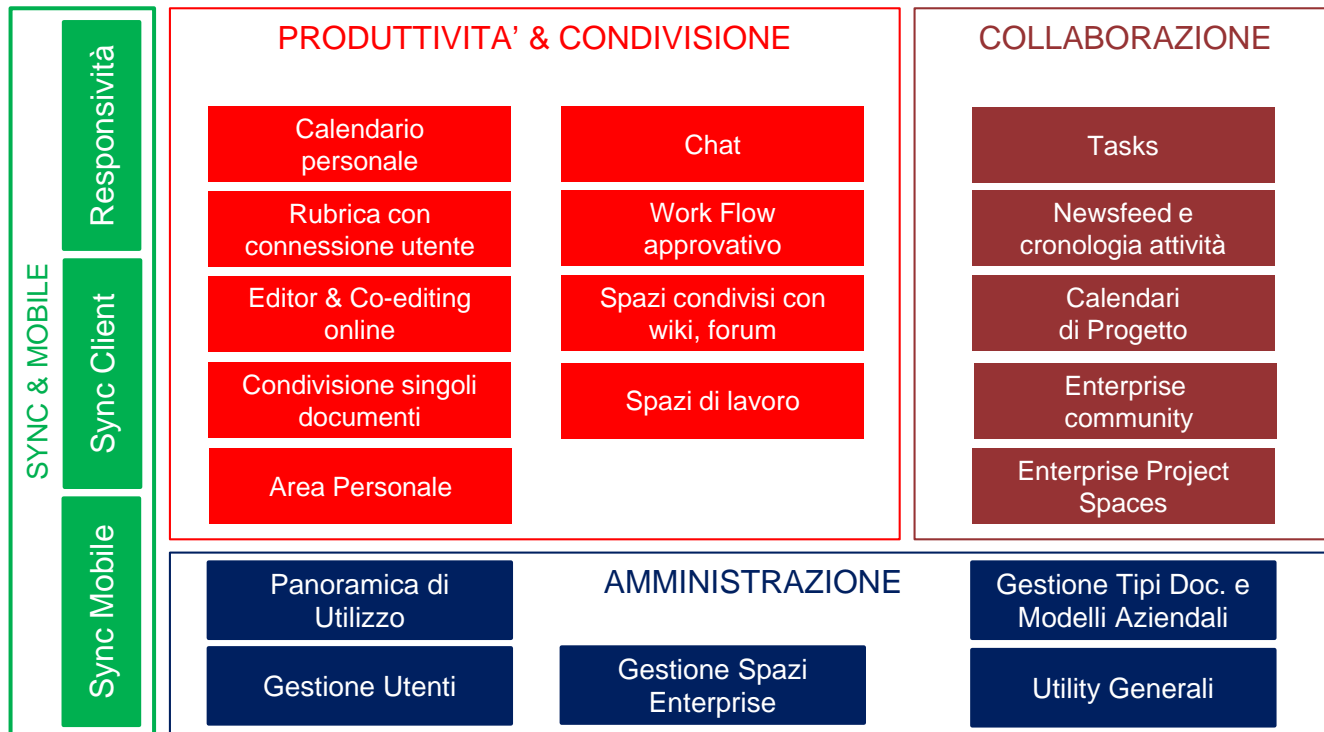 SYNC & MOBILE
Responsività
Sync Client
Sync Mobile
PRODUTTIVITA’ & CONDIVISIONE
Calendario
personale
Rubrica con
connessione utente
Editor & Co-editing
online
Condivisione singoli
documenti
Area Personale
Chat
Work Flow
approvativo
Spazi condivisi con
wiki, forum
Spazi di lavoro
COLLABORAZIONE
Tasks
Newsfeed e
cronologia attività
Calendari
di Progetto
Enterprise
community
Enterprise Project
Spaces
AMMINISTRAZIONE
Panoramica di
Utilizzo
Gestione Utenti
Gestione Spazi
Enterprise
Gestione Tipi Doc. e
Modelli Aziendali
Utility Generali